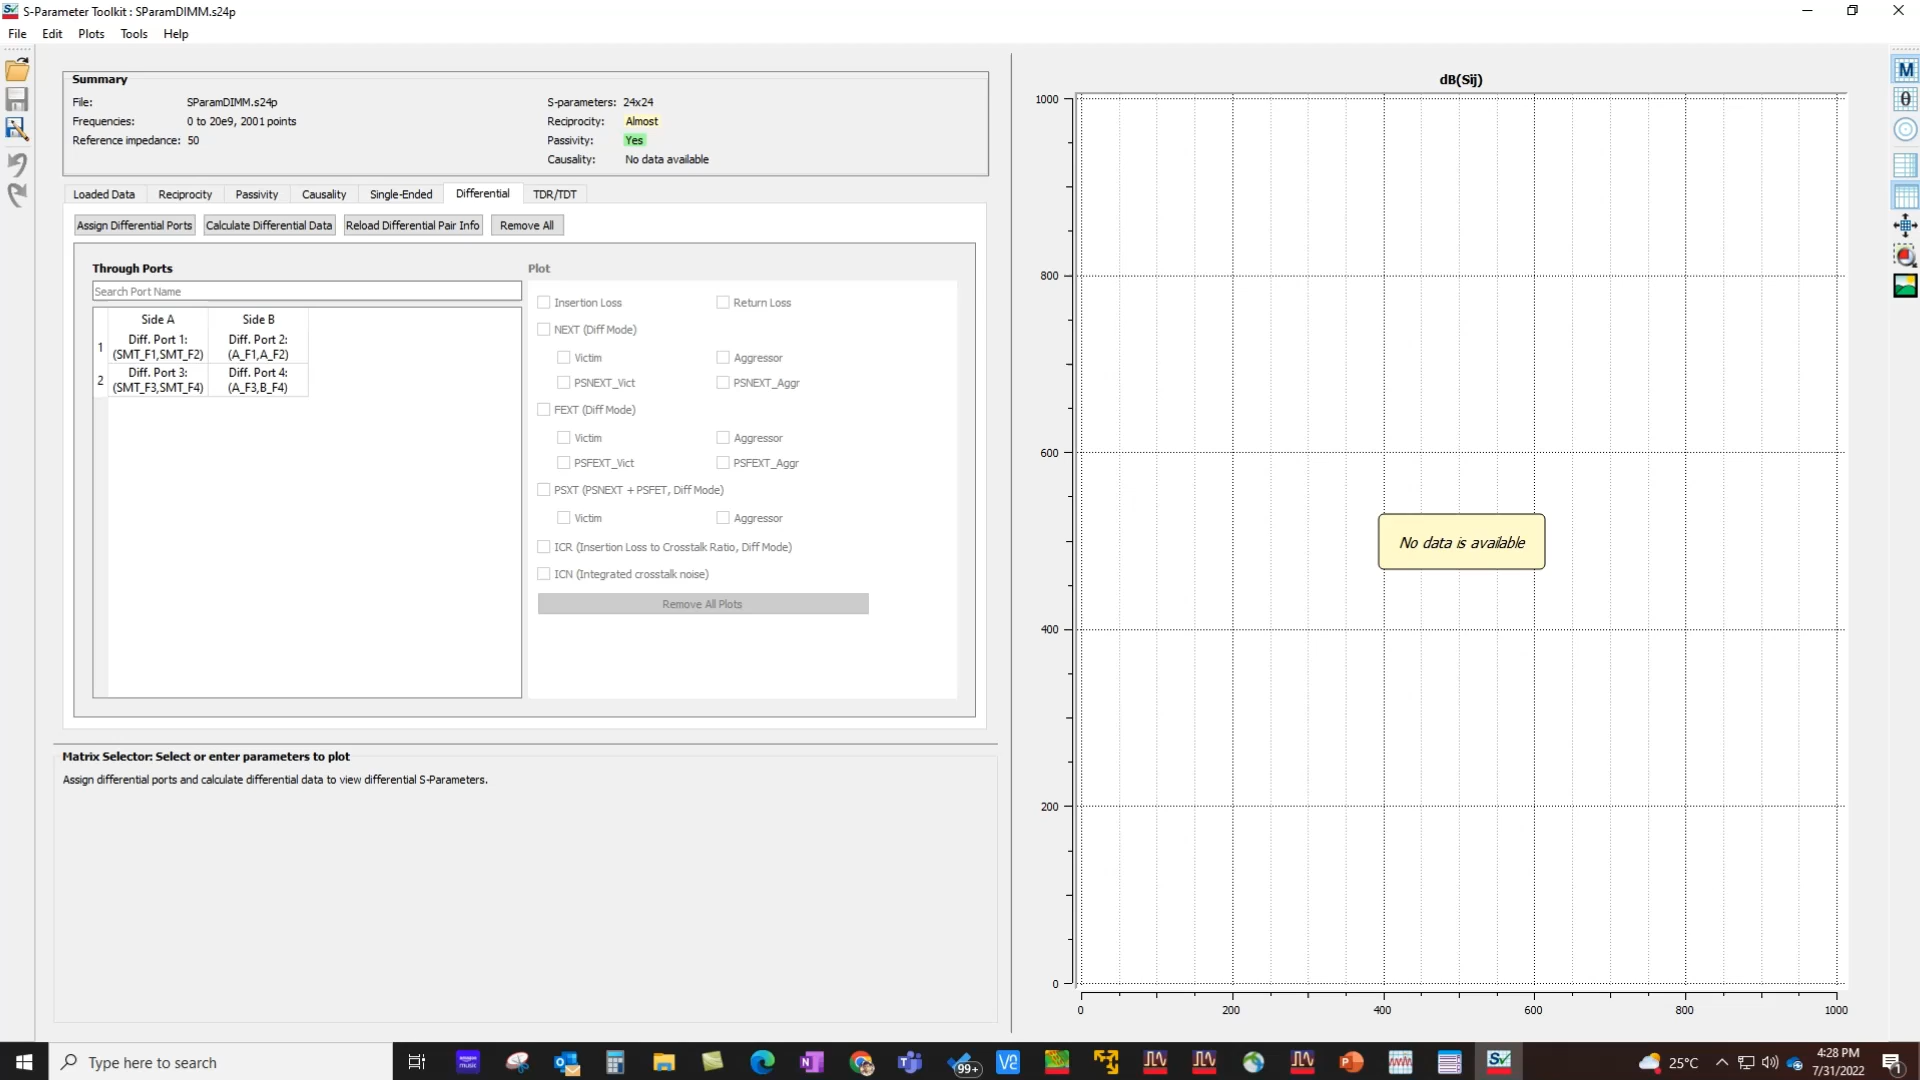 S-Parameter Toolkit : SParamDIMM.s24p
File Edit Plots Tools Help
Summary
File: SParamDIMM.s24p
Frequencies: 0 to 20e9, 2001 points
Reference impedance: 50
S-parameters: 24x24
Reciprocity: Almost
Passivity: Yes
Causality: No data available
Loaded Data Reciprocity Passivity Causality Single-Ended Differential TDR/TDT
Assign Differential Ports Calculate Differential Data Reload Differential Pair Info Remove All
Through Ports
Search Port Name
Side A Side B
1 Diff. Port 1: Diff. Port 2:
(SMT_F1,SMT_F2) (A_F1,A_F2)
2 Diff. Port 3: Diff. Port 4:
(SMT_F3,SMT_F4) (A_F3,B_F4)
Plot
Insertion Loss Return Loss
NEXT (Diff Mode)
Victim Aggressor
PSNEXT_Vict PSNEXT_Aggr
FEXT (Diff Mode)
Victim Aggressor
PSFEXT_Vict PSFEXT_Aggr
PSXT (PSNEXT + PSFET, Diff Mode)
Victim Aggressor
ICR (Insertion Loss to Crosstalk Ratio, Diff Mode)
ICN (Integrated crosstalk noise)
Remove All Plots
Matrix Selector: Select or enter parameters to plot
Assign differential ports and calculate differential data to view differential S-Parameters.
dB(Sij)
1000
800
600
400
200
0
No data is available
0 200 400 600 800 1000
M
θ
Type here to search
99+
25°C
4:28 PM
7/31/2022
1